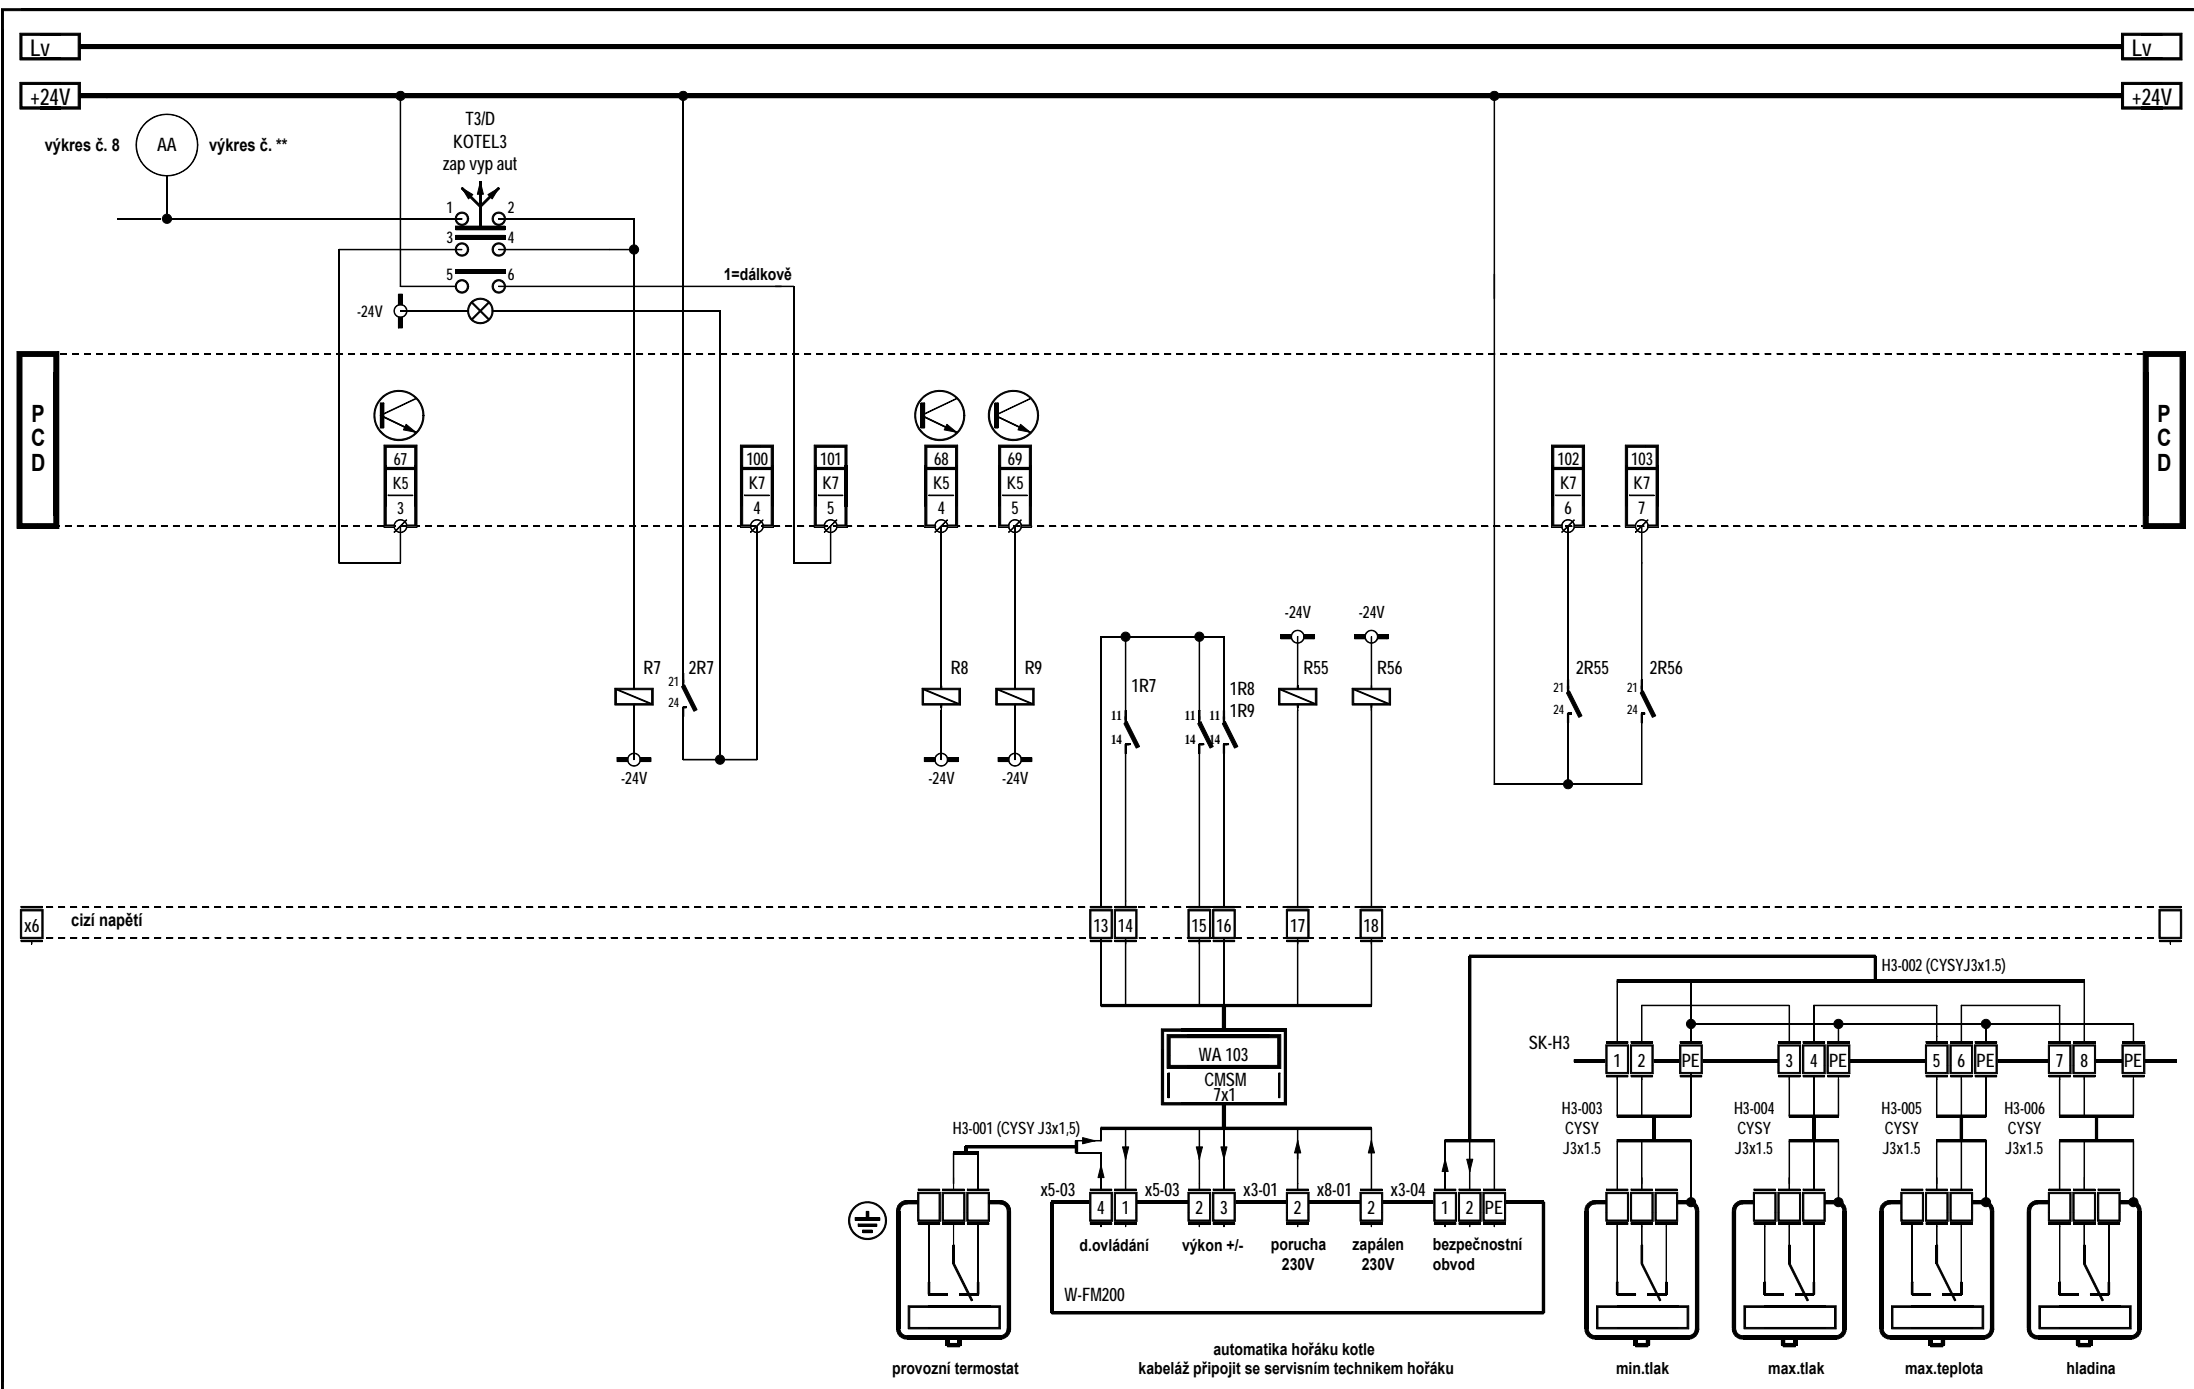 Lv
Lv
+24V
+24V
výkres č. 8
AA
výkres č. **
T3/D
KOTEL3
zap vyp aut
1
2
3
4
5
6
1=dálkově
-24V
PCD
PCD
67
K5
3
100
K7
4
101
K7
5
68
K5
4
69
K5
5
102
K7
6
103
K7
7
R7
2R7
21
24
-24V
R8
-24V
R9
-24V
1R7
11
14
11
14
11
14
1R8
1R9
-24V
R55
-24V
R56
2R55
21
24
2R56
21
24
x6
cizí napětí
13
14
15
16
17
18
H3-002 (CYSYJ3x1.5)
SK-H3
1
2
PE
3
4
PE
5
6
PE
7
8
PE
WA 103
CMSM
7x1
H3-003
CYSY
J3x1.5
H3-004
CYSY
J3x1.5
H3-005
CYSY
J3x1.5
H3-006
CYSY
J3x1.5
H3-001 (CYSY J3x1,5)
x5-03
4
1
x5-03
2
3
x3-01
2
x8-01
2
x3-04
1
2
PE
d.ovládání
výkon +/-
porucha
230V
zapálen
230V
bezpečnostní
obvod
W-FM200
provozní termostat
automatika hořáku kotle
kabeláž připojit se servisním technikem hořáku
min.tlak
max.tlak
max.teplota
hladina